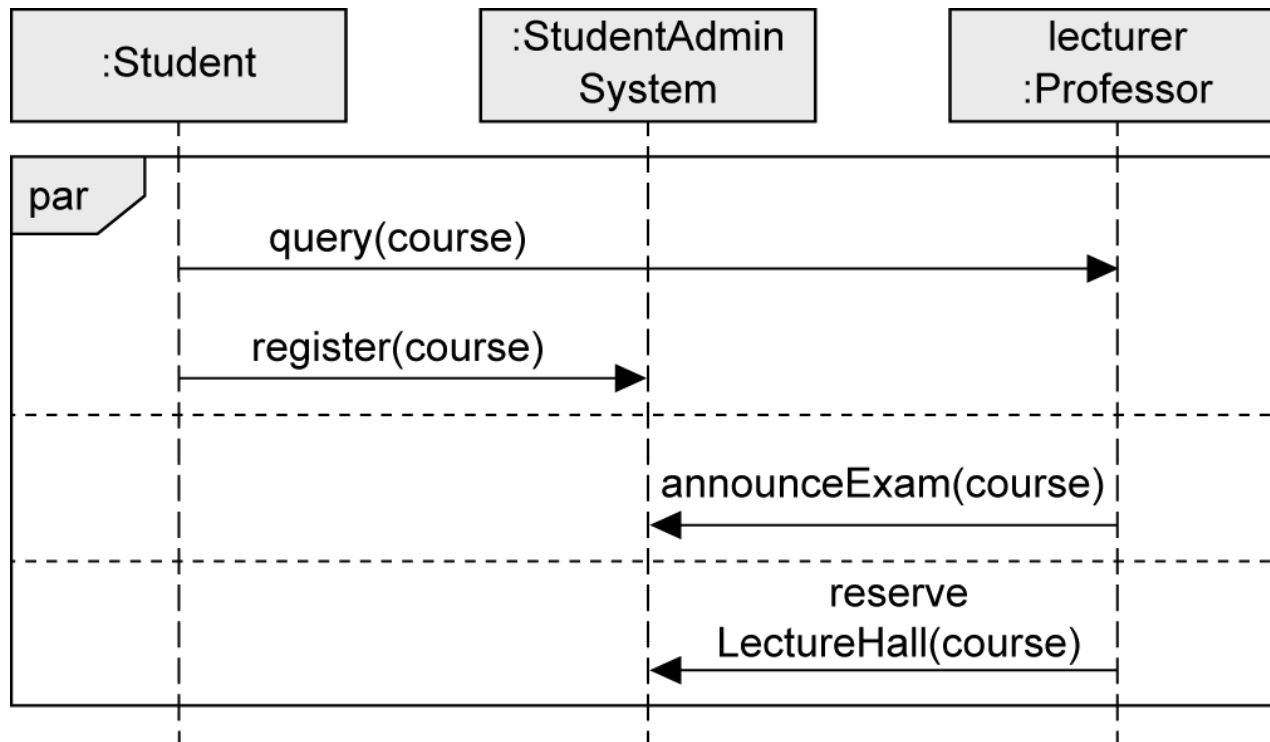 :Student
:StudentAdmin
System
lecturer
:Professor
par
query(course)
register(course)
announceExam(course)
reserve
LectureHall(course)